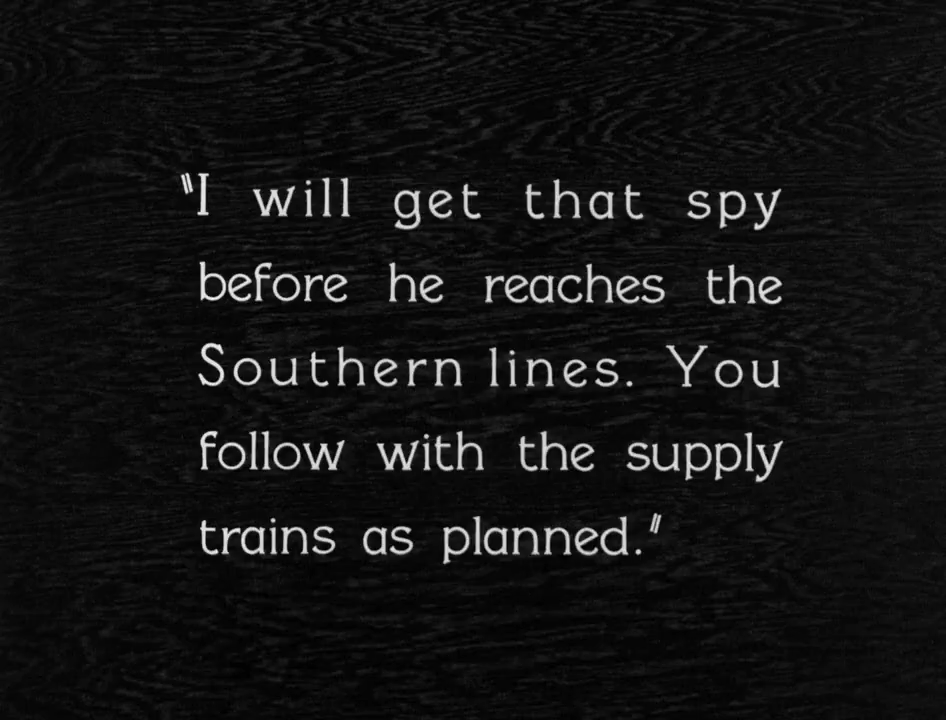 "I will get that spy
before he reaches the
Southern lines. You
follow with the supply
trains as planned."